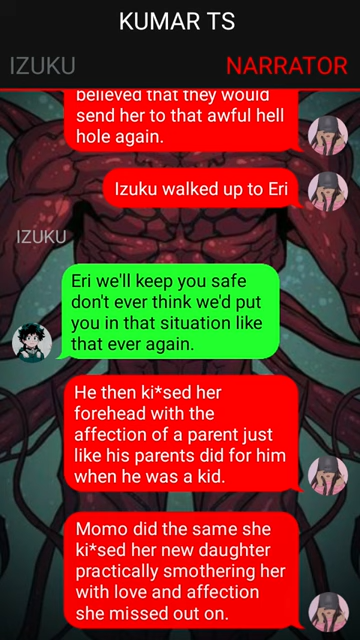 KUMAR TS
IZUKU
NARRATOR
believed that they would
send her to that awful hell
hole again.
Izuku walked up to Eri
IZUKU
Eri we'll keep you safe
don't ever think we'd put
you in that situation like
that ever again.
He then ki*sed her
forehead with the
affection of a parent just
like his parents did for him
when he was a kid.
Momo did the same she
ki*sed her new daughter
practically smothering her
with love and affection
she missed out on.